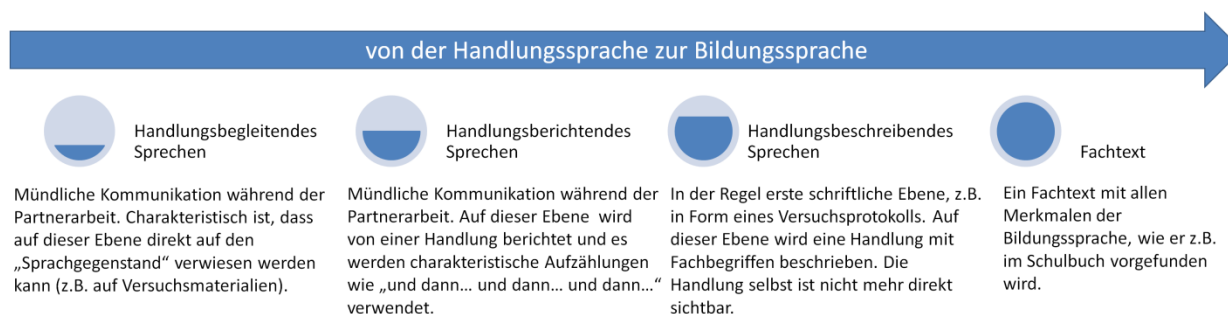 von der Handlungssprache zur Bildungssprache
Handlungsbegleitendes
Sprechen
Mündliche Kommunikation während der
Partnerarbeit. Charakteristisch ist, dass
auf dieser Ebene direkt auf den
„Sprachgegenstand“ verwiesen werden
kann (z.B. auf Versuchsmaterialien).
Handlungsberichtendes
Sprechen
Mündliche Kommunikation während der
Partnerarbeit. Auf dieser Ebene wird
von einer Handlung berichtet und es
werden charakteristische Aufzählungen
wie „und dann... und dann... und dann...“
verwendet.
Handlungsbeschreibendes
Sprechen
In der Regel erste schriftliche Ebene, z.B.
in Form eines Versuchsprotokolls. Auf
dieser Ebene wird eine Handlung mit
Fachbegriffen beschrieben. Die
Handlung selbst ist nicht mehr direkt
sichtbar.
Fachtext
Ein Fachtext mit allen
Merkmalen der
Bildungssprache, wie er z.B.
im Schulbuch vorgefunden
wird.